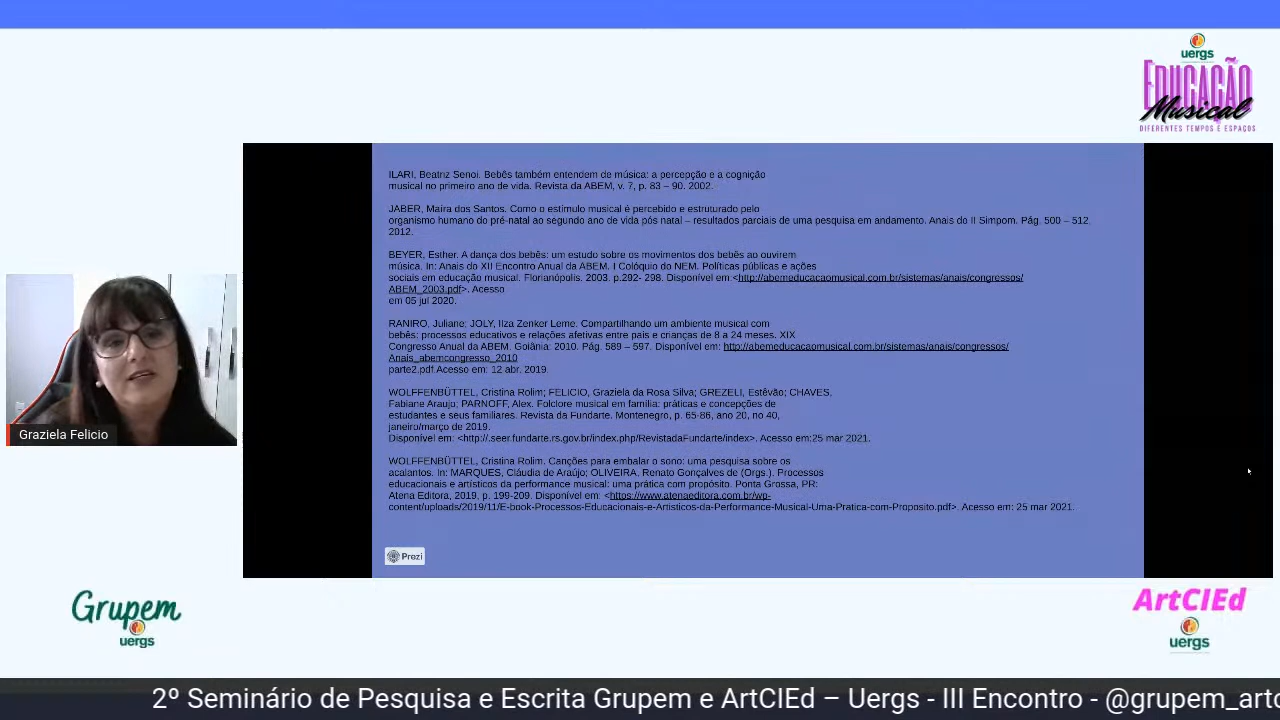 uergs
EDUCAÇÃO
Musical
DIFERENTES TEMPOS E ESPAÇOS
ILARI, Beatriz Senoi. Bebês também entendem de música: a percepção e a cognição
musical no primeiro ano de vida. Revista da ABEM, v. 7, p. 83 – 90. 2002.
JABER, Maíra dos Santos. Como o estímulo musical é percebido e estruturado pelo
organismo humano do pré-natal ao segundo ano de vida pós natal – resultados parciais de uma pesquisa em andamento. Anais do II Simpom. Pág. 500 – 512
2012.
BEYER, Esther. A dança dos bebês: um estudo sobre os movimentos dos bebês ao ouvirem
música. In: Anais do XII Encontro Anual da ABEM. I Colóquio do NEM. Políticas públicas e ações
sociais em educação musical. Florianópolis. 2003. p.292- 298. Disponível em:<http://abemeducacaomusical.com.br/sistemas/anais/congressos/
ABEM_2003.pdf>. Acesso
em 05 jul 2020.
RANIRO, Juliane; JOLY, Ilza Zenker Leme. Compartilhando um ambiente musical com
bebês: processos educativos e relações afetivas entre pais e crianças de 8 a 24 meses. XIX
Congresso Anual da ABEM. Goiânia: 2010. Pág. 589 – 597. Disponível em: http://abemeducacaomusical.com.br/sistemas/anais/congressos/
Anais_abemcongresso_2010
parte2.pdf Acesso em: 12 abr. 2019.
WOLFFENBÜTTEL, Cristina Rolim; FELICIO, Graziela da Rosa Silva; GREZELI, Estêvão; CHAVES.
Fabiane Araujo; PARNOFF, Alex. Folclore musical em família: práticas e concepções de
estudantes e seus familiares. Revista da Fundarte. Montenegro, p. 65-86, ano 20, no 40,
janeiro/março de 2019.
Disponível em: <http://.seer.fundarte.rs.gov.br/index.php/RevistadaFundarte/index>. Acesso em:25 mar 2021.
WOLFFENBÜTTEL, Cristina Rolim. Canções para embalar o sono: uma pesquisa sobre os
acalantos. In: MARQUES, Cláudia de Araújo; OLIVEIRA, Renato Gonçalves de (Orgs.). Processos
educacionais e artísticos da performance musical: uma prática com propósito. Ponta Grossa, PR:
Atena Editora, 2019, p. 199-209. Disponível em: <https://www.atenaeditora.com.br/wp-
content/uploads/2019/11/E-book-Processos-Educacionais-e-Artisticos-da-Performance-Musical-Uma-Pratica-com-Proposito.pdf>. Acesso em: 25 mar 2021.
Prezi
Graziela Felicio
Grupem
uergs
ArtCIEd
uergs
2º Seminário de Pesquisa e Escrita Grupem e ArtCIEd – Uergs - III Encontro - @grupem_artc